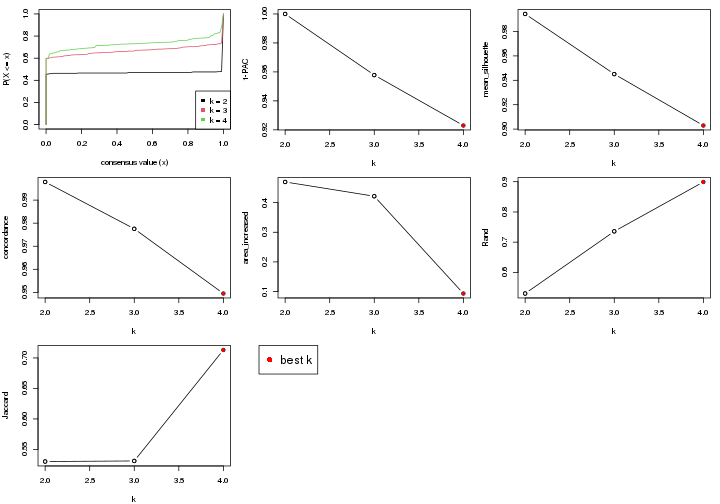 P(X <= x)
0.0 0.2 0.4 0.6 0.8 1.0
k = 2
k = 3
k = 4
0.0 0.2 0.4 0.6 0.8 1.0
consensus value (x)
1-PAC
0.92 0.94 0.96 0.98 1.00
2.0 2.5 3.0 3.5 4.0
k
mean_silhouette
0.90 0.92 0.94 0.96 0.98
2.0 2.5 3.0 3.5 4.0
k
concordance
0.95 0.96 0.97 0.98 0.99
2.0 2.5 3.0 3.5 4.0
k
area_increased
0.1 0.2 0.3 0.4
2.0 2.5 3.0 3.5 4.0
k
Rand
0.6 0.7 0.8 0.9
2.0 2.5 3.0 3.5 4.0
k
Jaccard
0.55 0.60 0.65 0.70
2.0 2.5 3.0 3.5 4.0
k
best k